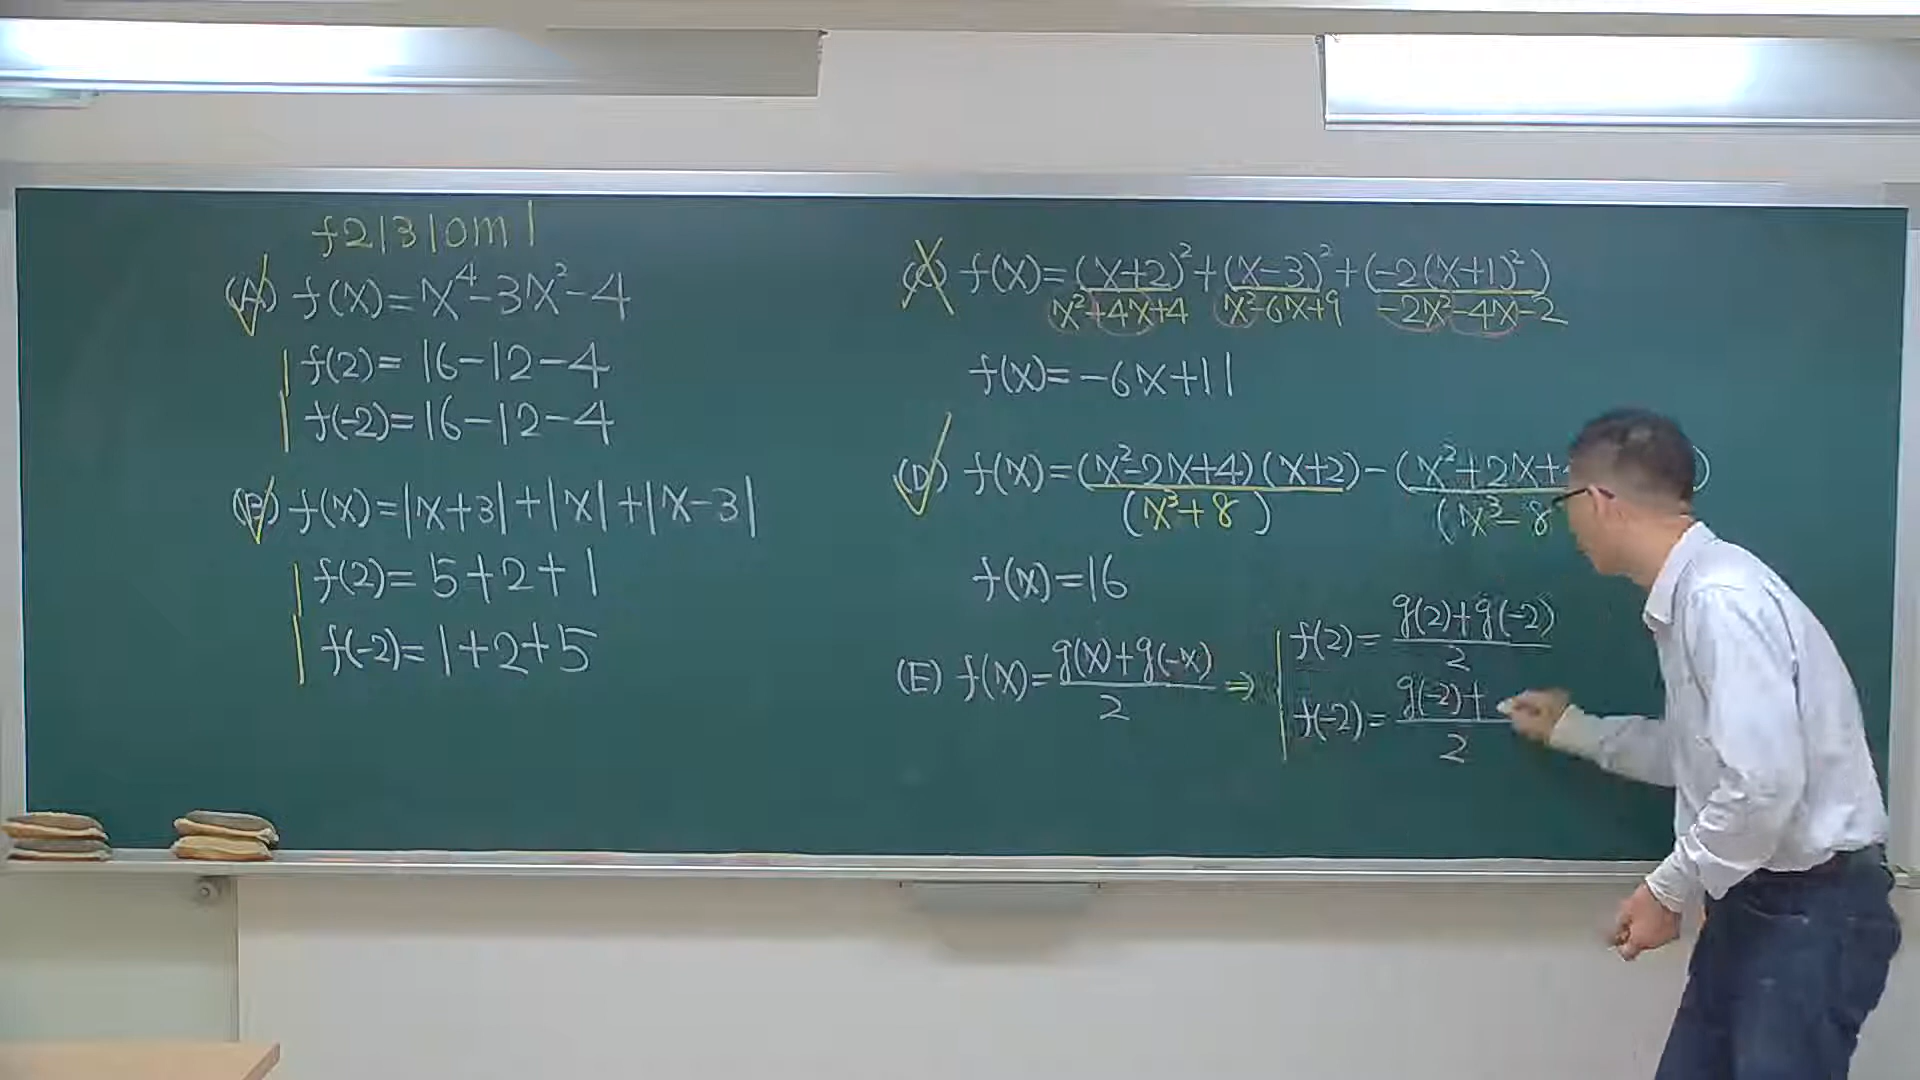 f21310m1
(A) f(x)=x⁴-3x²-4
f(2)=16-12-4
f(-2)=16-12-4
(B) f(x)=|x+3|+|x|+|x-3|
f(2)=5+2+1
f(-2)=1+2+5
(C) f(x)=(x+2)²+(x-3)²+(-2(x+1)²)
x²+4x+4 x²-6x+9 -2x²-4x-2
f(x)=-6x+11
(D) f(x)=(x²-2x+4)(x+2)-(x²+2x+ )
(x³+8) (x³-8
f(x)=16
(E) f(x)=g(x)+g(-x)/2 ⇒
f(2)=g(2)+g(-2)/2
f(-2)=g(-2)+ /2